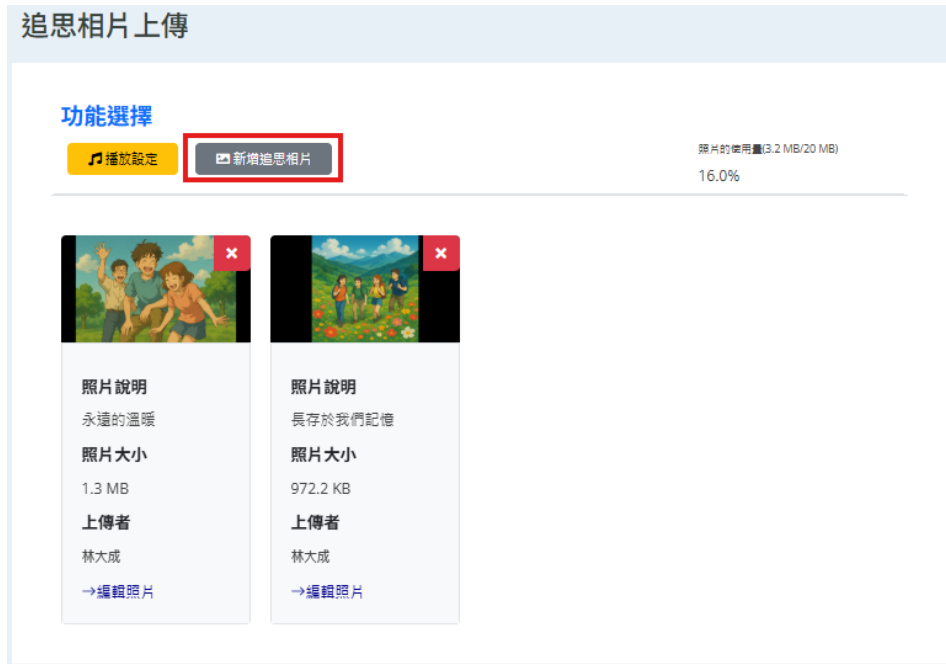 追思相片上傳
功能選擇
播放設定
新增追思相片
照片的使用量(3.2 MB/20 MB)
16.0%
照片說明
永遠的溫暖
照片大小
1.3 MB
上傳者
林大成
→編輯照片
照片說明
長存於我們記憶
照片大小
972.2 KB
上傳者
林大成
→編輯照片